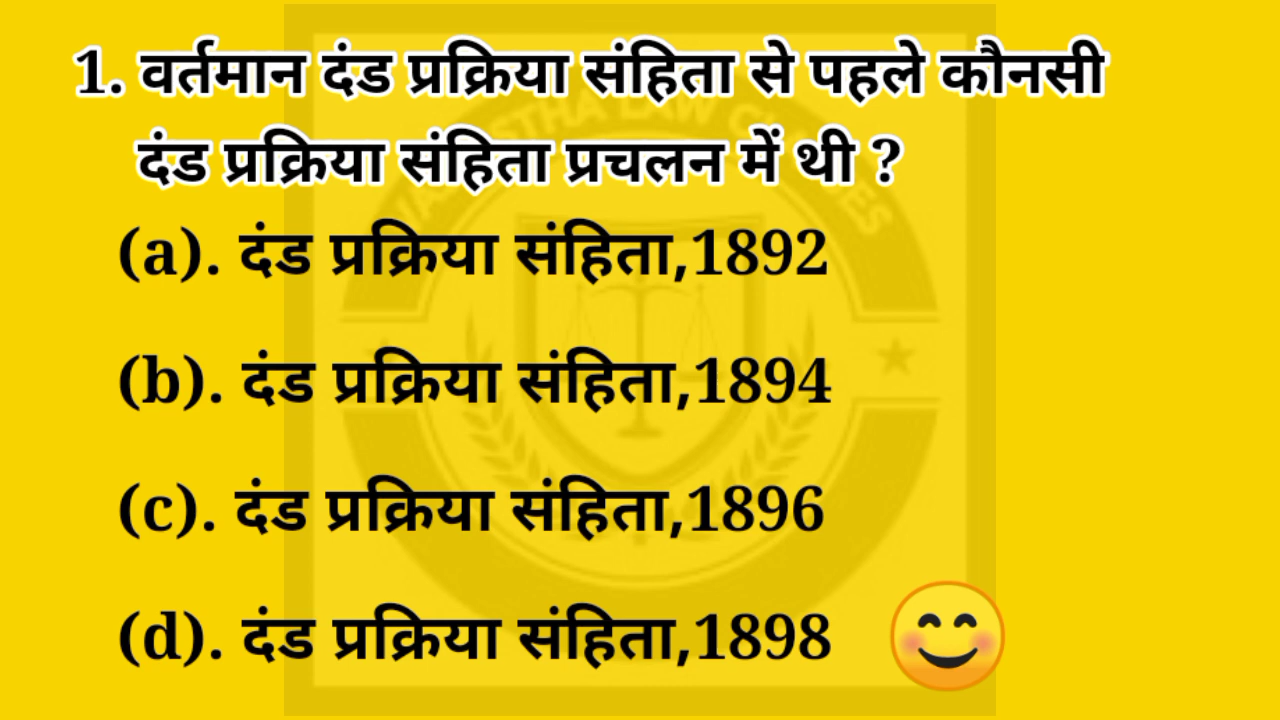 1. वर्तमान दंड प्रक्रिया संहिता से पहले कौनसी
दंड प्रक्रिया संहिता प्रचलन में थी ?
(a). दंड प्रक्रिया संहिता,1892
(b). दंड प्रक्रिया संहिता,1894
(c). दंड प्रक्रिया संहिता,1896
(d). दंड प्रक्रिया संहिता,1898